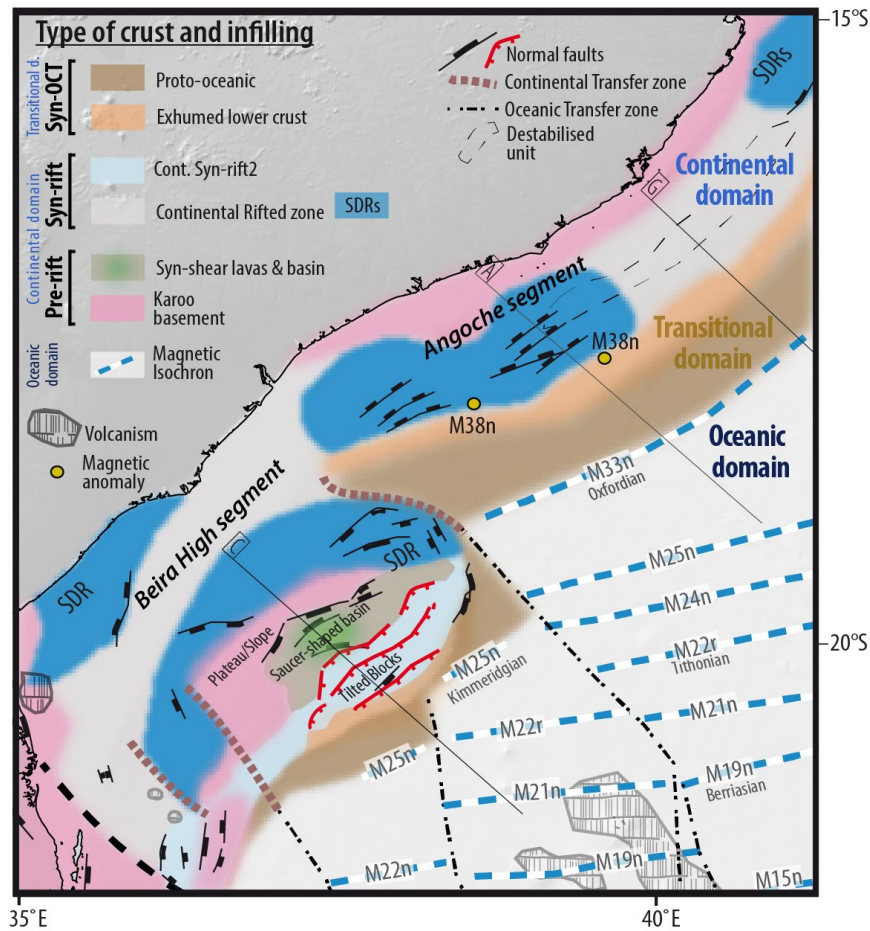 Type of crust and infilling
Transitional d.
Syn-OCT
Proto-oceanic
Exhumed lower crust
Continental domain
Syn-rift
Cont. Syn-rift2
Continental Rifted zone
SDRs
Pre-rift
Syn-shear lavas & basin
Karoo
basement
Oceanic
domain
Magnetic
Isochron
Volcanism
Magnetic
anomaly
Normal faults
Continental Transfer zone
Oceanic Transfer zone
Destabilised
unit
SDRs
15°S
Continental
domain
G
A
Angoche segment
M38n
Transitional
domain
M38n
Oceanic
domain
M33n
Oxfordian
Beira High segment
C
SDR
SDR
M25n
M24n
M22r
Tithonian
20°S
Plateau/Slope
Saucer-shaped basin
Tilted Blocks
M25n
Kimmeridgian
M21n
M22r
M25n
M19n
Berriasian
M21n
M19n
M22n
M15n
35°E
40°E